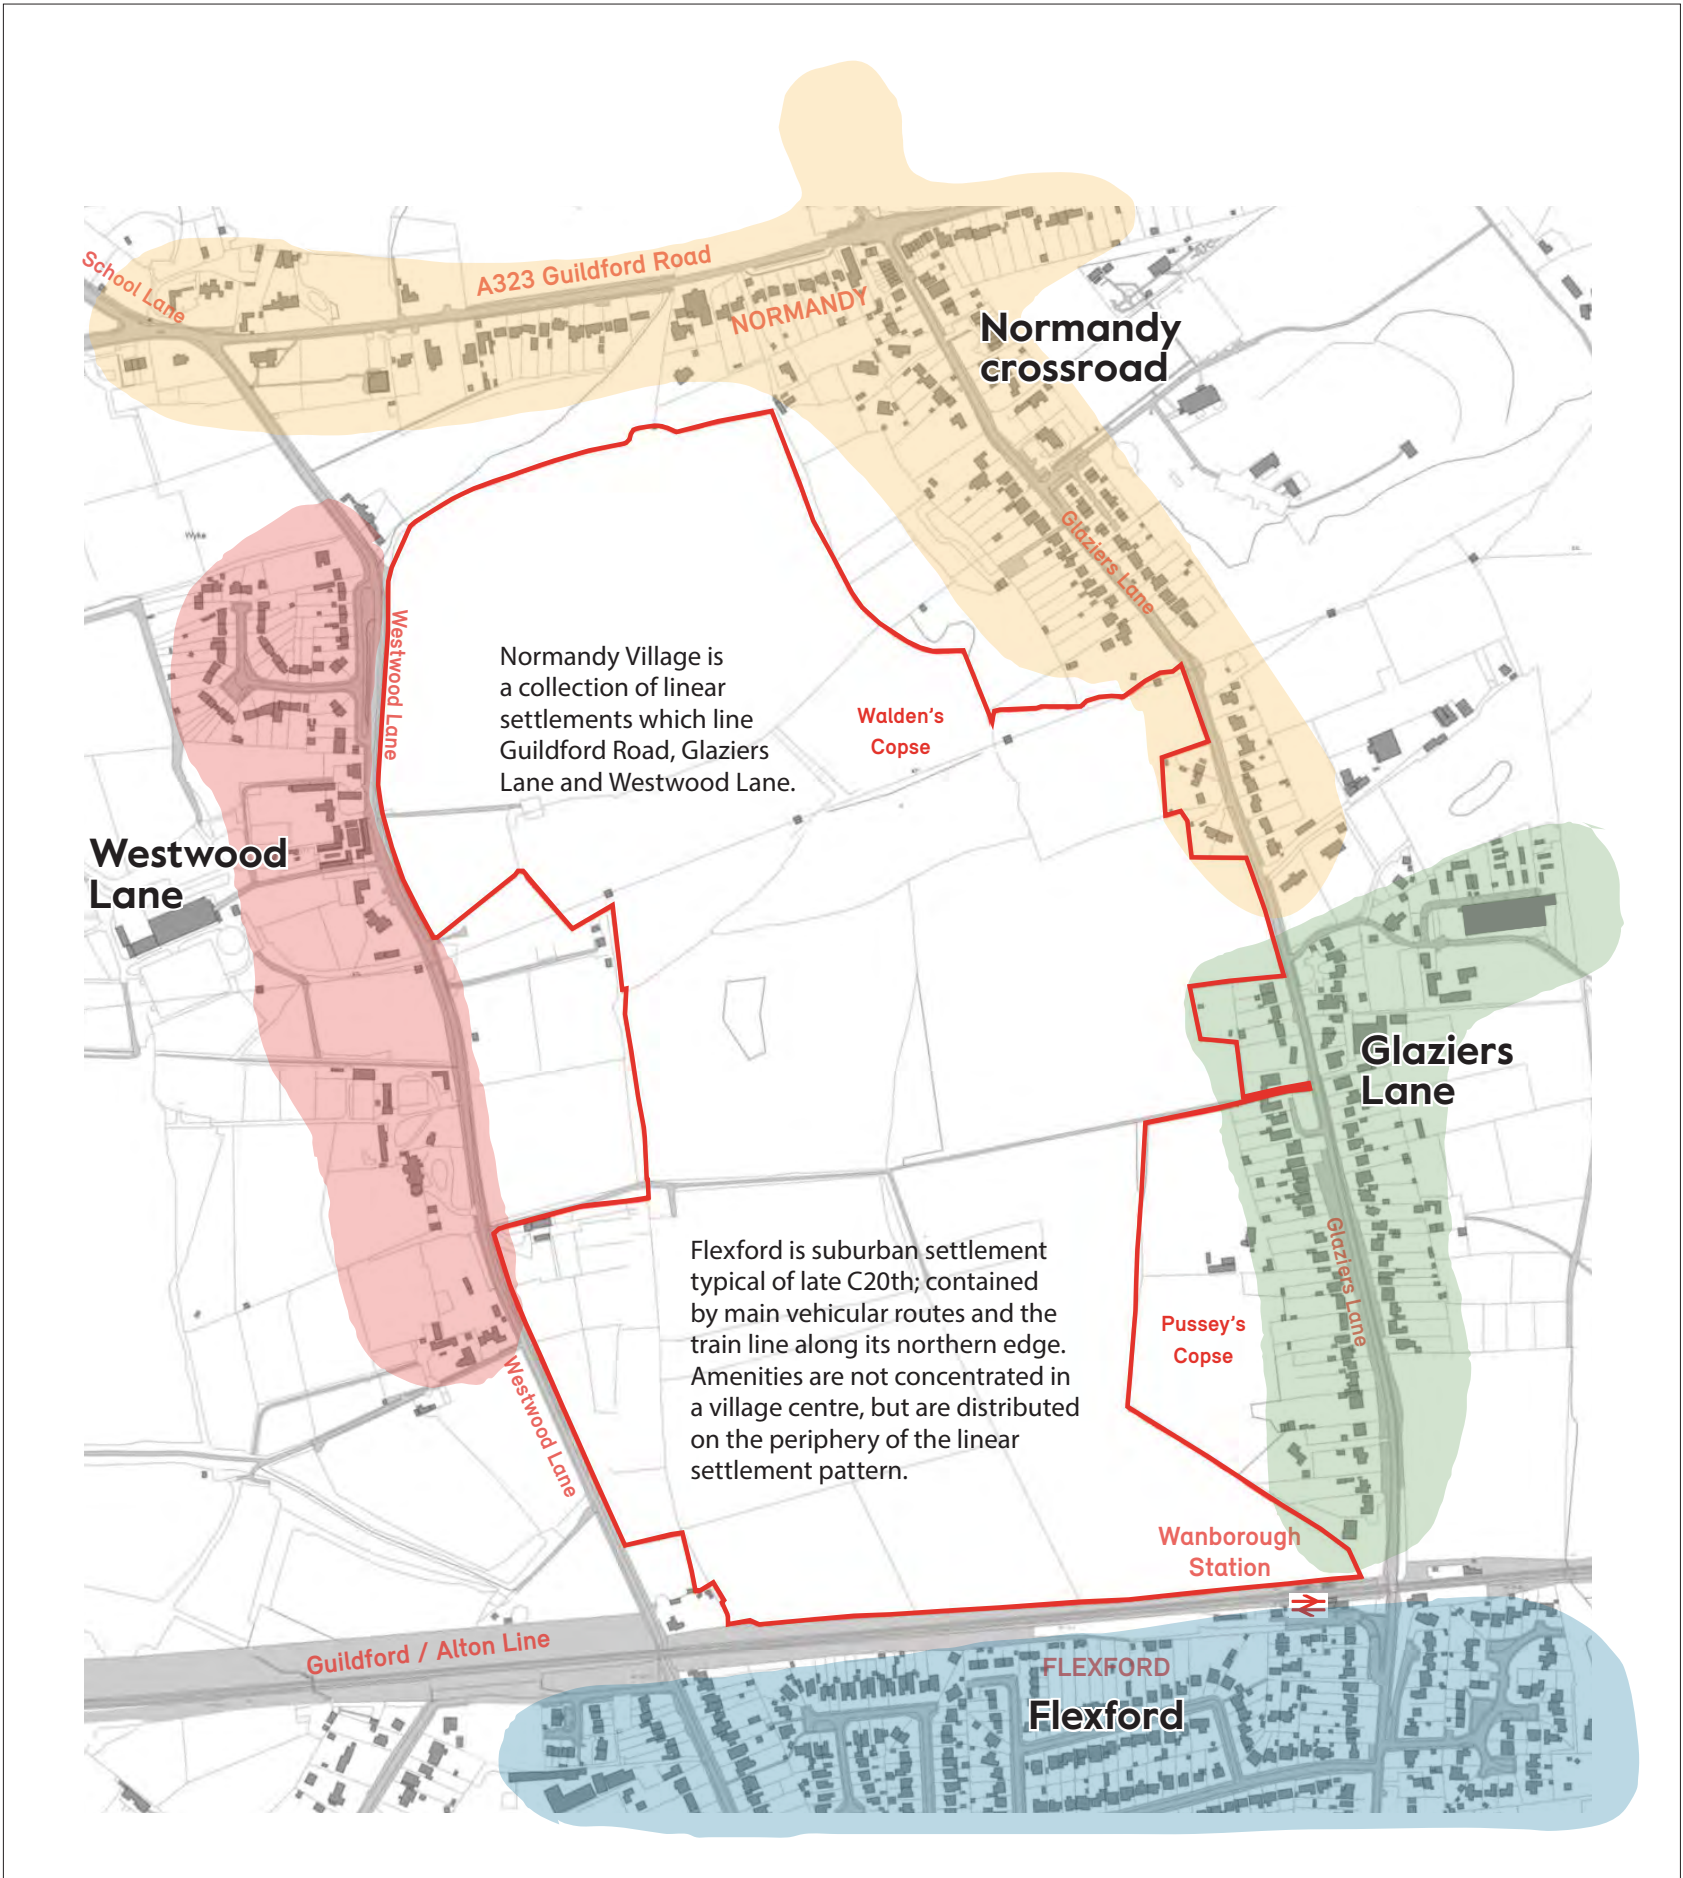 School Lane
A323 Guildford Road
NORMANDY
Normandy
crossroad
Glaziers Lane
Wyke
Westwood Lane
Normandy Village is
a collection of linear
settlements which line
Guildford Road, Glaziers
Lane and Westwood Lane.
Walden's
Copse
Westwood
Lane
Glaziers
Lane
Flexford is suburban settlement
typical of late C20th; contained
by main vehicular routes and the
train line along its northern edge.
Amenities are not concentrated in
a village centre, but are distributed
on the periphery of the linear
settlement pattern.
Glaziers Lane
Pussey's
Copse
Westwood Lane
Wanborough
Station
Guildford / Alton Line
FLEXFORD
Flexford